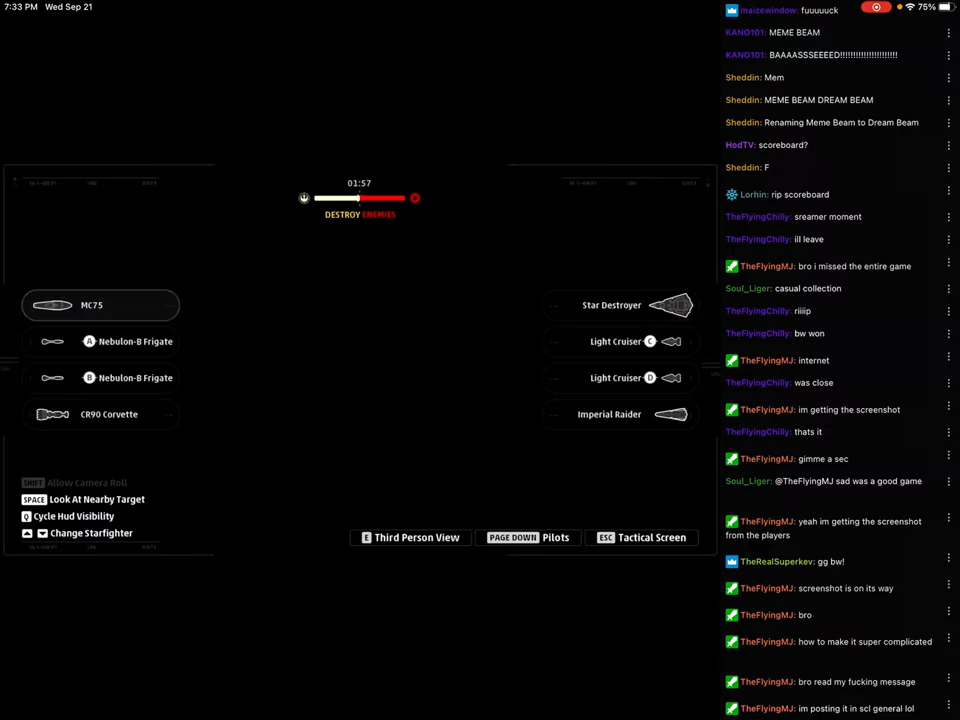 7:33 PM Wed Sep 21
75%
01:57
DESTROY ENEMIES
MC75
A Nebulon-B Frigate
B Nebulon-B Frigate
CR90 Corvette
Star Destroyer
Light Cruiser C
Light Cruiser D
Imperial Raider
SHIFT Allow Camera Roll
SPACE Look At Nearby Target
Q Cycle Hud Visibility
Change Starfighter
E Third Person View
PAGE DOWN Pilots
ESC Tactical Screen
maizewindow: fuuuuuck
KANO101: MEME BEAM
KANO101: BAAAASSSEEEED!!!!!!!!!!!!!!!!!!!!!
Sheddin: Mem
Sheddin: MEME BEAM DREAM BEAM
Sheddin: Renaming Meme Beam to Dream Beam
HodTV: scoreboard?
Sheddin: F
Lorhin: rip scoreboard
TheFlyingChilly: sreamer moment
TheFlyingChilly: ill leave
TheFlyingMJ: bro i missed the entire game
Soul_Liger: casual collection
TheFlyingChilly: riiiip
TheFlyingChilly: bw won
TheFlyingMJ: internet
TheFlyingChilly: was close
TheFlyingMJ: im getting the screenshot
TheFlyingChilly: thats it
TheFlyingMJ: gimme a sec
Soul_Liger: @TheFlyingMJ sad was a good game
TheFlyingMJ: yeah im getting the screenshot
from the players
TheRealSuperkev: gg bw!
TheFlyingMJ: screenshot is on its way
TheFlyingMJ: bro
TheFlyingMJ: how to make it super complicated
TheFlyingMJ: bro read my fucking message
TheFlyingMJ: im posting it in scl general lol